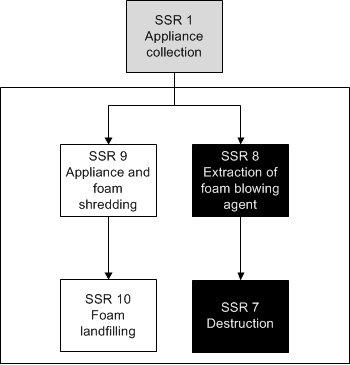 SSR 1
Appliance
collection
SSR 9
Appliance and
foam
shredding
SSR 8
Extraction of
foam blowing
agent
SSR 10
Foam
landfilling
SSR 7
Destruction